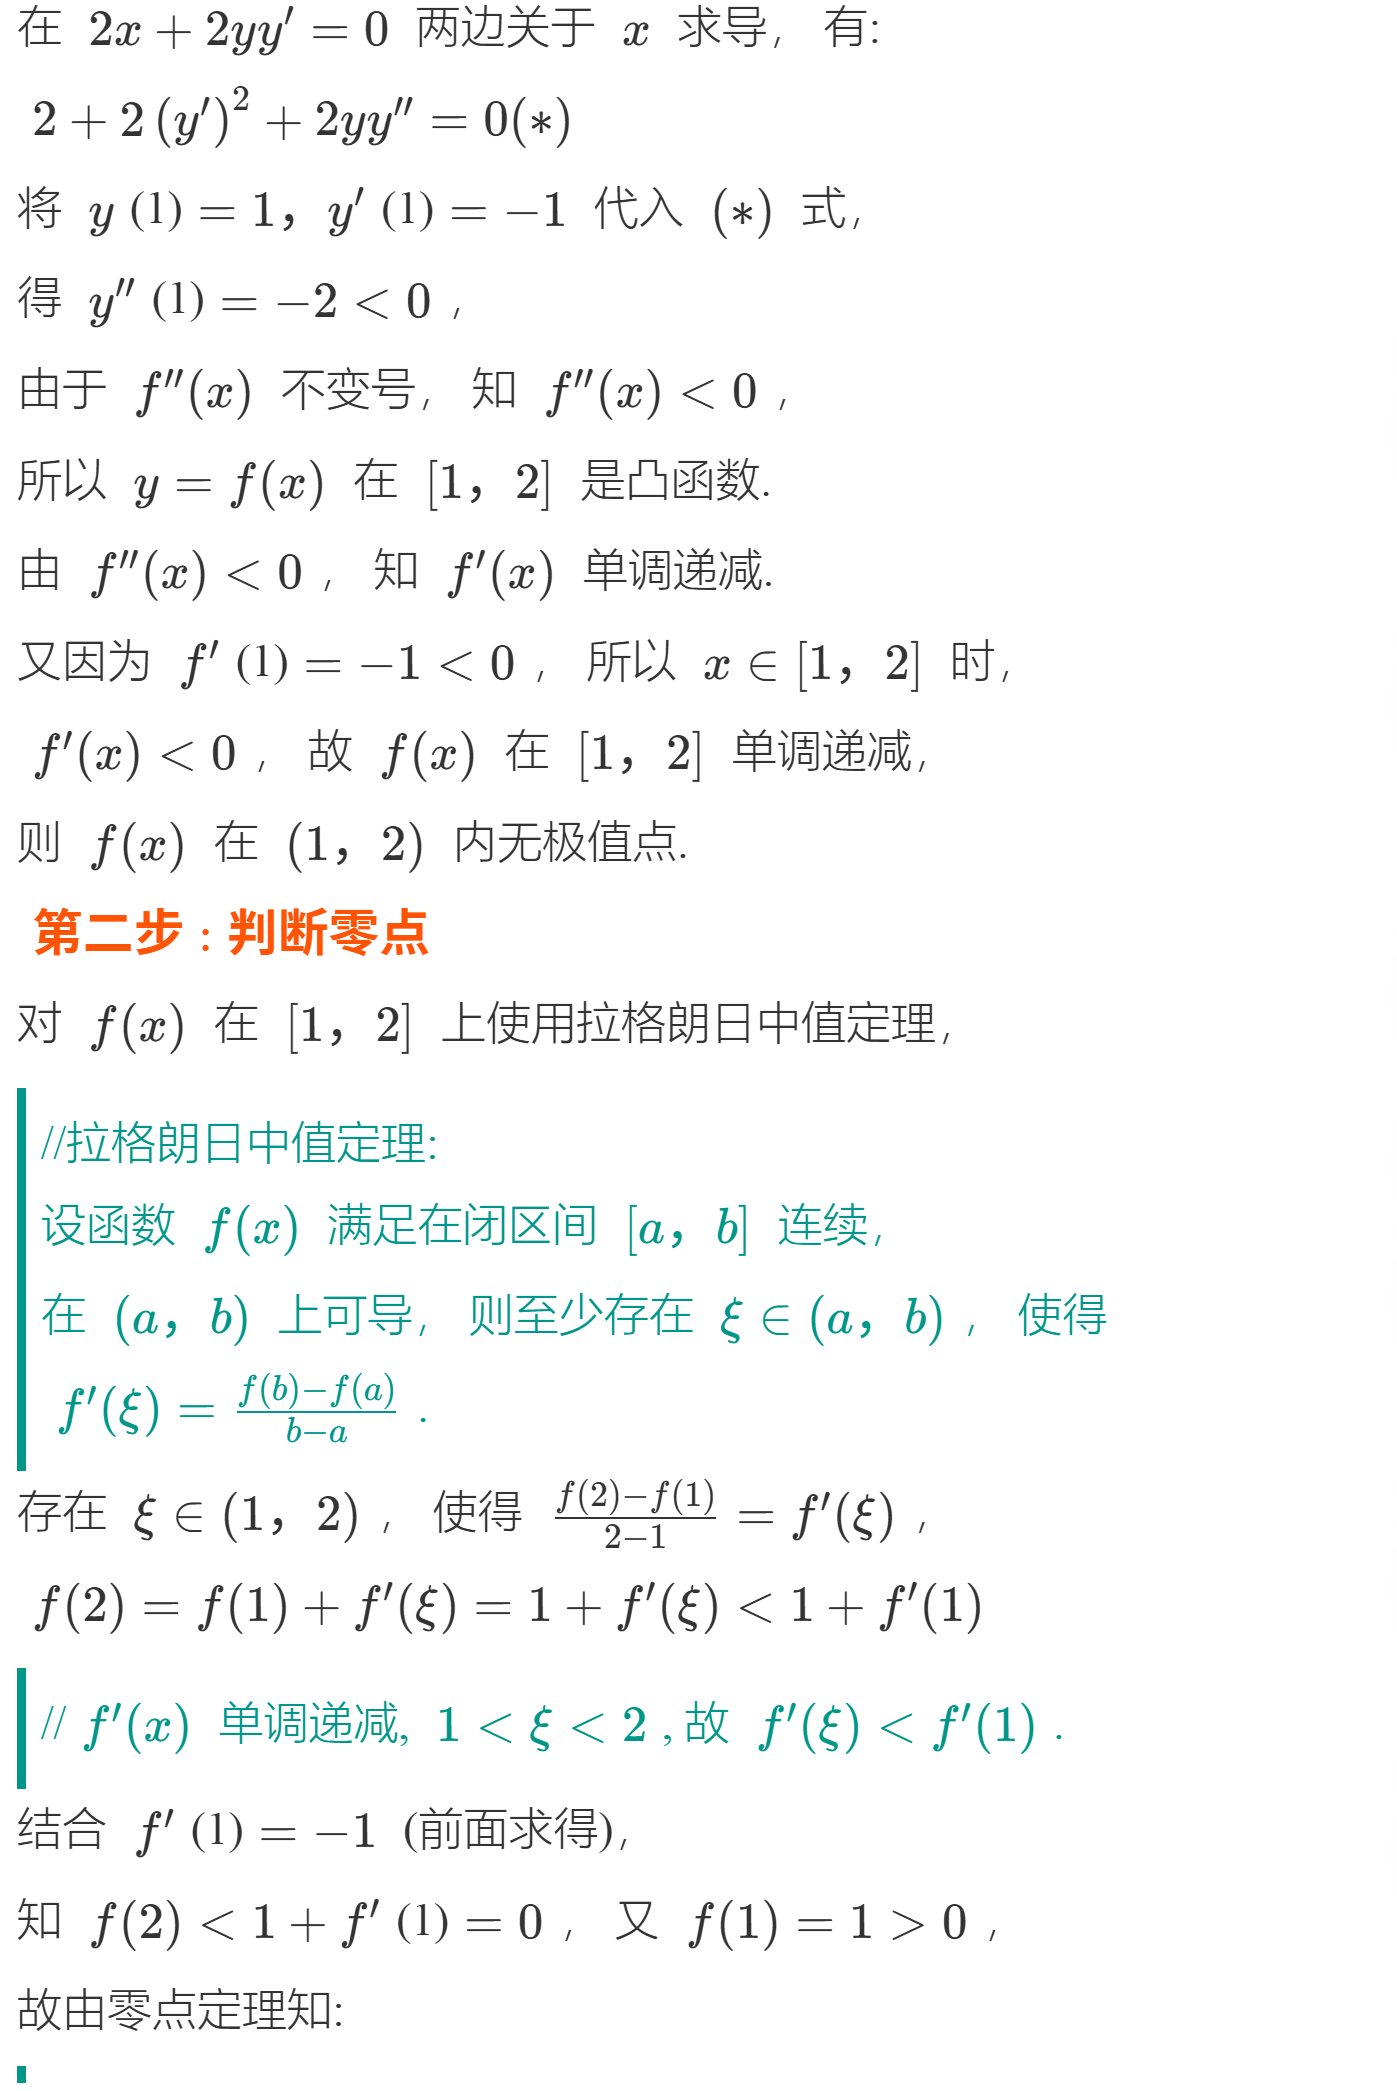 在 2x + 2yy′ = 0 两边关于 x 求导, 有:
2 + 2 (y′)² + 2yy″ = 0(∗)
将 y (1) = 1，y′ (1) = −1 代入 (∗) 式,
得 y″ (1) = −2 < 0 ,
由于 f″(x) 不变号, 知 f″(x) < 0 ,
所以 y = f(x) 在 [1，2] 是凸函数.
由 f″(x) < 0 , 知 f′(x) 单调递减.
又因为 f′ (1) = −1 < 0 , 所以 x ∈ [1，2] 时,
f′(x) < 0 , 故 f(x) 在 [1，2] 单调递减,
则 f(x) 在 (1，2) 内无极值点.
第二步 : 判断零点
对 f(x) 在 [1，2] 上使用拉格朗日中值定理,
//拉格朗日中值定理:
设函数 f(x) 满足在闭区间 [a，b] 连续,
在 (a，b) 上可导, 则至少存在 ξ ∈ (a，b) , 使得
f′(ξ) = \frac{f(b)−f(a)}{b−a} .
存在 ξ ∈ (1，2) , 使得 \frac{f(2)−f(1)}{2−1} = f′(ξ) ,
f(2) = f(1) + f′(ξ) = 1 + f′(ξ) < 1 + f′(1)
// f′(x) 单调递减, 1 < ξ < 2 , 故 f′(ξ) < f′(1) .
结合 f′ (1) = −1 (前面求得),
知 f(2) < 1 + f′ (1) = 0 , 又 f(1) = 1 > 0 ,
故由零点定理知: